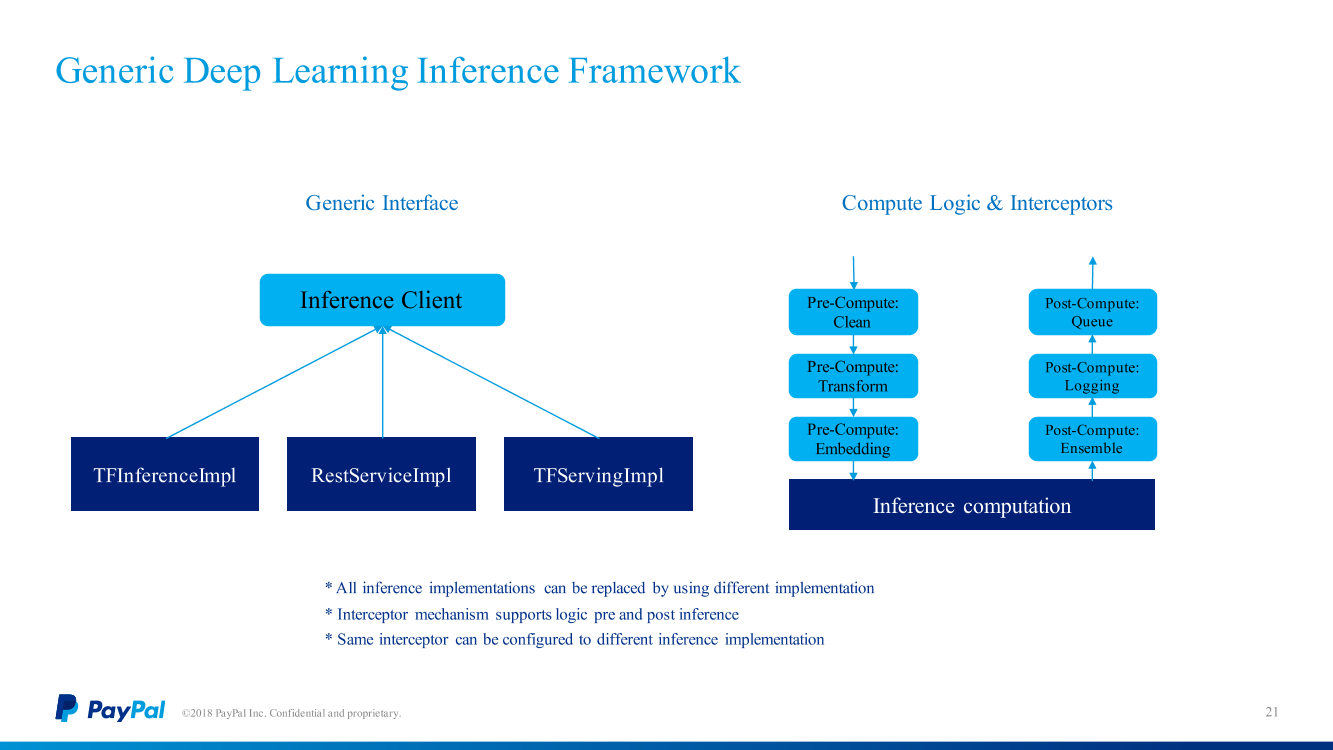 Generic Deep Learning Inference Framework
Generic Interface
Inference Client
TFInferenceImpl
RestServiceImpl
TFServingImpl
Compute Logic & Interceptors
Pre-Compute:
Clean
Pre-Compute:
Transform
Pre-Compute:
Embedding
Post-Compute:
Queue
Post-Compute:
Logging
Post-Compute:
Ensemble
Inference computation
* All inference implementations can be replaced by using different implementation
* Interceptor mechanism supports logic pre and post inference
* Same interceptor can be configured to different inference implementation
PayPal
©2018 PayPal Inc. Confidential and proprietary.
21